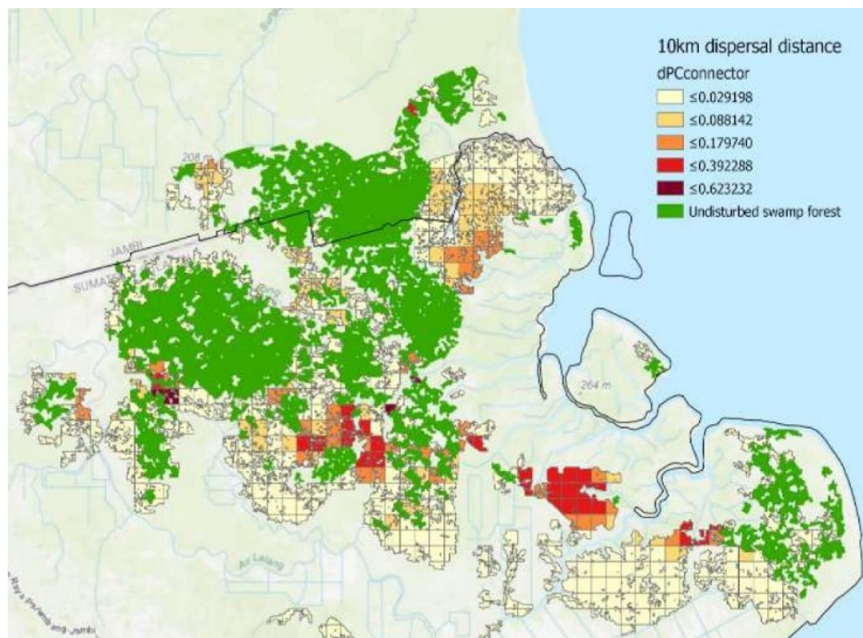 10km dispersal distance
dPCconnector
≤0.029198
≤0.088142
≤0.179740
≤0.392288
≤0.623232
Undisturbed swamp forest
208 m
JAMBI
264 m